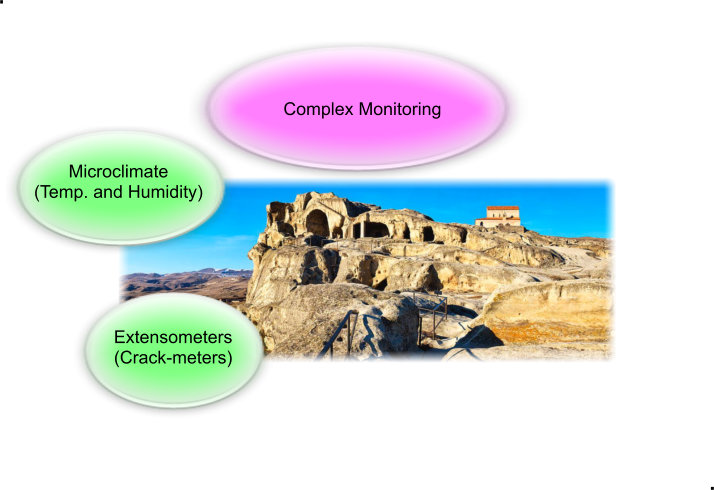 Complex Monitoring
Microclimate
(Temp. and Humidity)
Extensometers
(Crack-meters)